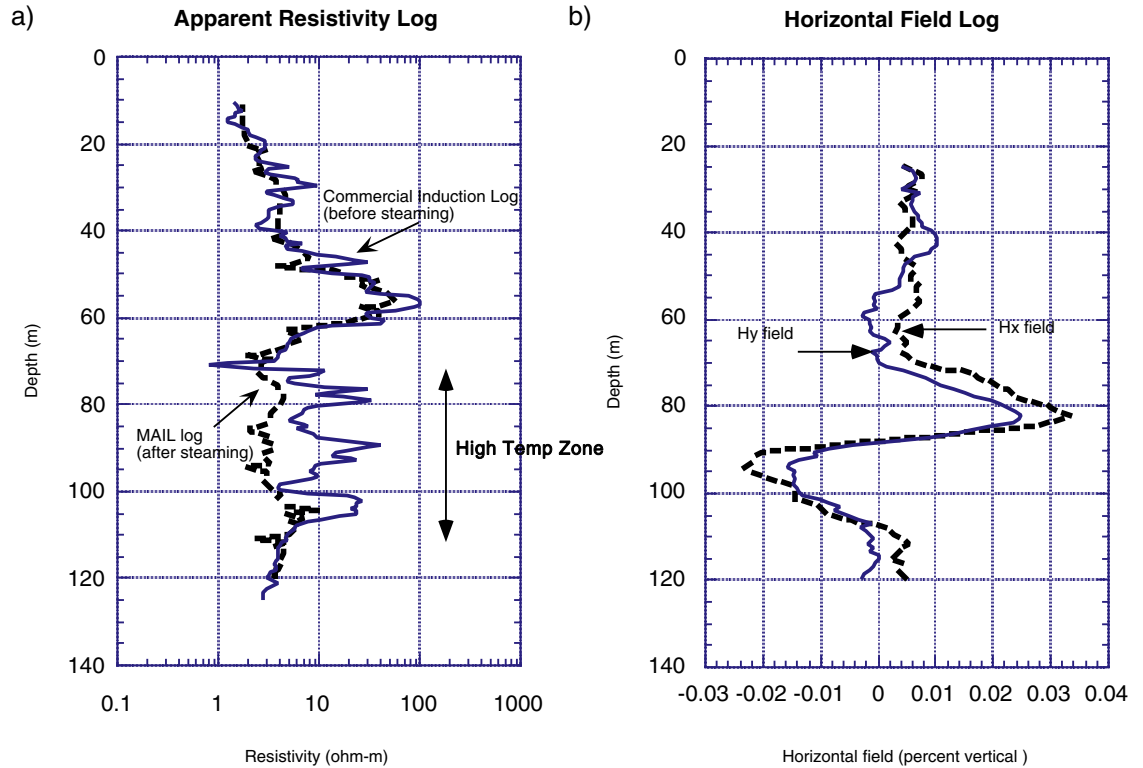 a)
Apparent Resistivity Log
0
20
40
60
80
100
120
140
Depth (m)
Commercial Induction Log
(before steaming)
MAIL log
(after steaming)
High Temp Zone
0.1
1
10
100
1000
Resistivity (ohm-m)
b)
Horizontal Field Log
0
20
40
60
80
100
120
140
Depth (m)
Hy field
Hx field
-0.03
-0.02
-0.01
0
0.01
0.02
0.03
0.04
Horizontal field (percent vertical )